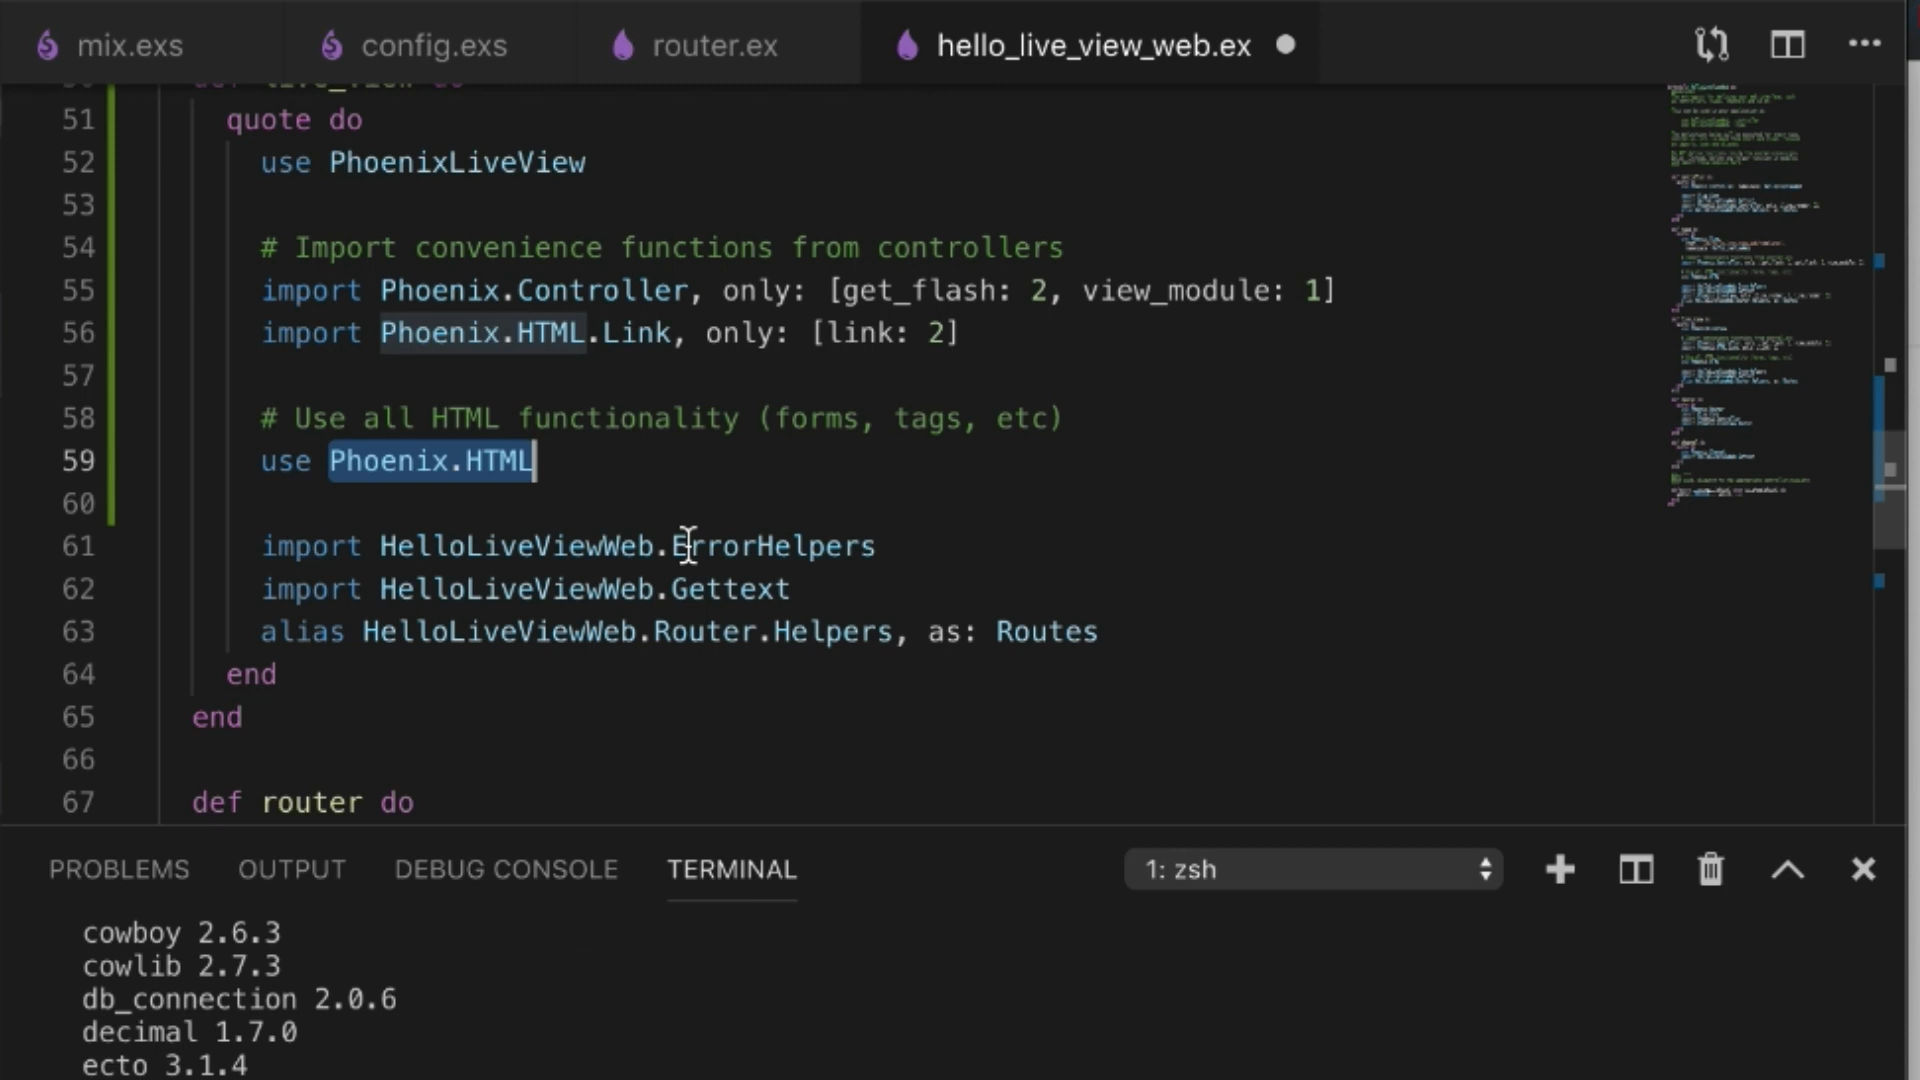 mix.exs config.exs router.ex hello_live_view_web.ex
50 def live_view do
51 quote do
52 use PhoenixLiveView
53
54 # Import convenience functions from controllers
55 import Phoenix.Controller, only: [get_flash: 2, view_module: 1]
56 import Phoenix.HTML.Link, only: [link: 2]
57
58 # Use all HTML functionality (forms, tags, etc)
59 use Phoenix.HTML
60
61 import HelloLiveViewWeb.ErrorHelpers
62 import HelloLiveViewWeb.Gettext
63 alias HelloLiveViewWeb.Router.Helpers, as: Routes
64 end
65 end
66
67 def router do
PROBLEMS OUTPUT DEBUG CONSOLE TERMINAL 1: zsh
cowboy 2.6.3
cowlib 2.7.3
db_connection 2.0.6
decimal 1.7.0
ecto 3.1.4